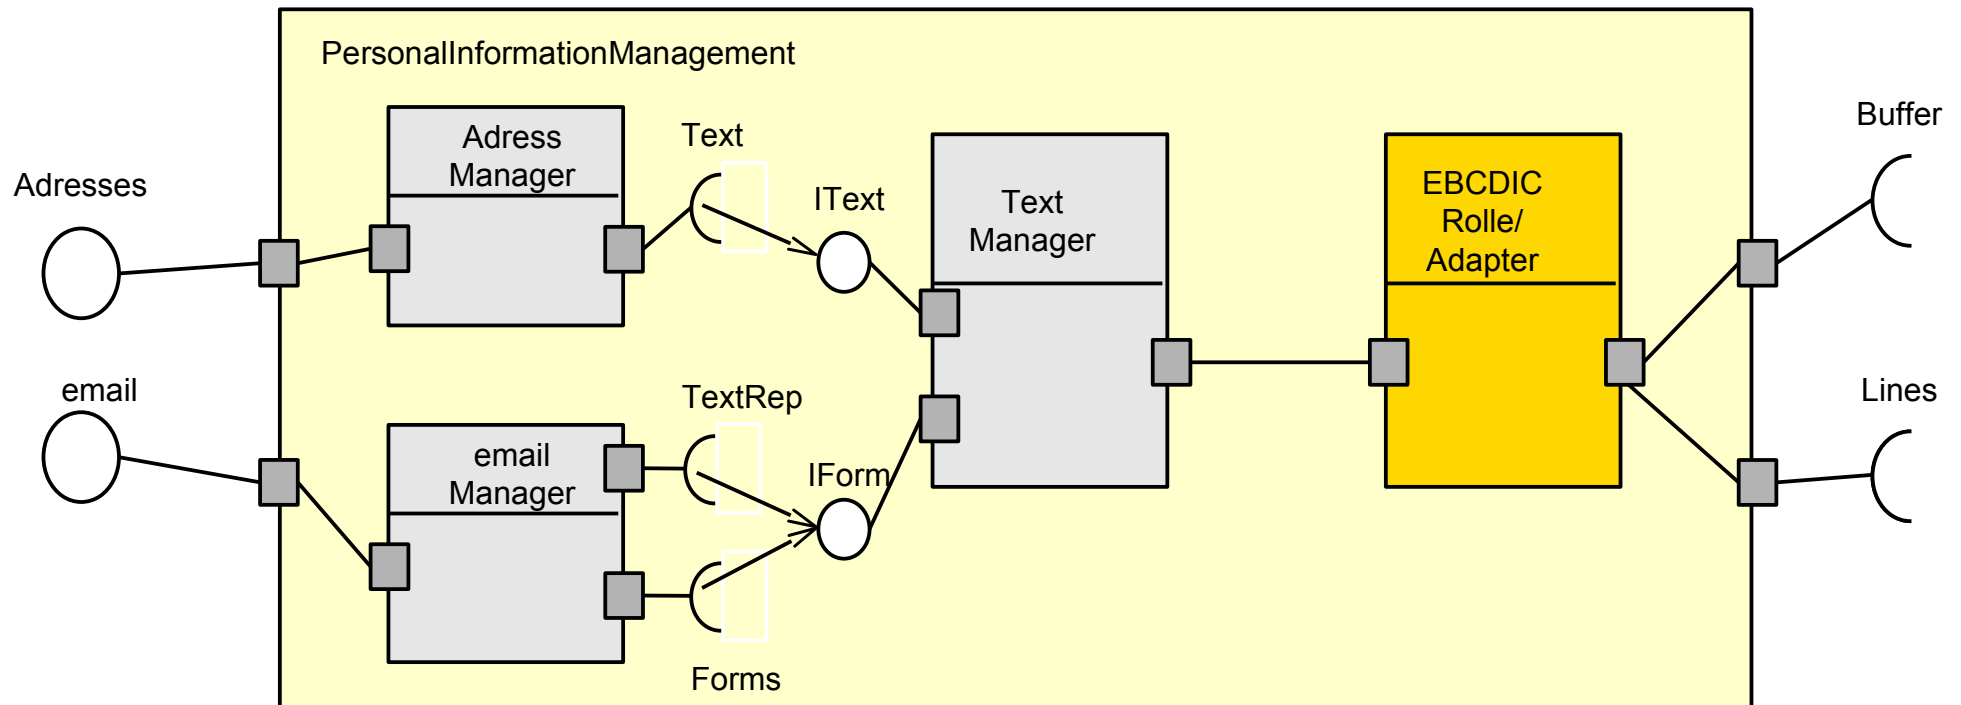 PersonalInformationManagement
Adresses
Adress
Manager
Text
IText
Text
Manager
EBCDIC
Rolle/
Adapter
Buffer
email
email
Manager
TextRep
IForm
Forms
Lines